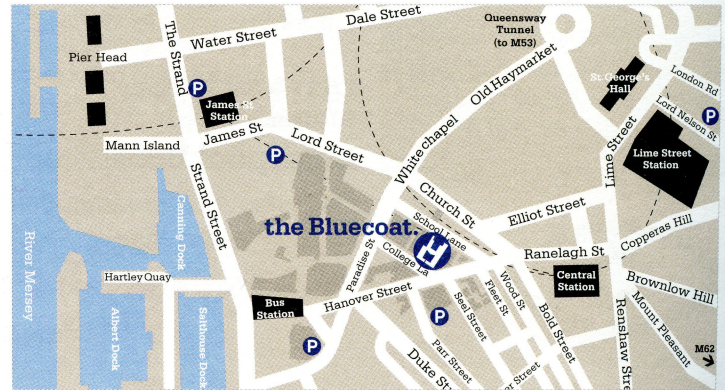 Queensway
Tunnel
(to M53)
Dale Street
Water Street
The Strand
Pier Head
P
James St
Station
Old Haymarket
St George's
Hall
London Rd
Lord Nelson St
P
Lime Street
Station
Lime Street
Mann Island
James St
P
Lord Street
Whitechapel
Church St
School Lane
Elliot Street
the Bluecoat.
College La
Ranelagh St
Copperas Hill
Central
Station
Brownlow Hill
Mount Pleasant
M62
Renshaw St
River Mersey
Canning Dock
Strand Street
Hartley Quay
Albert Dock
Salthouse Dock
Bus
Station
Paradise St
Hanover Street
P
P
Wood St
Fleet St
Seel Street
Bold Street
Parr Street
Duke St